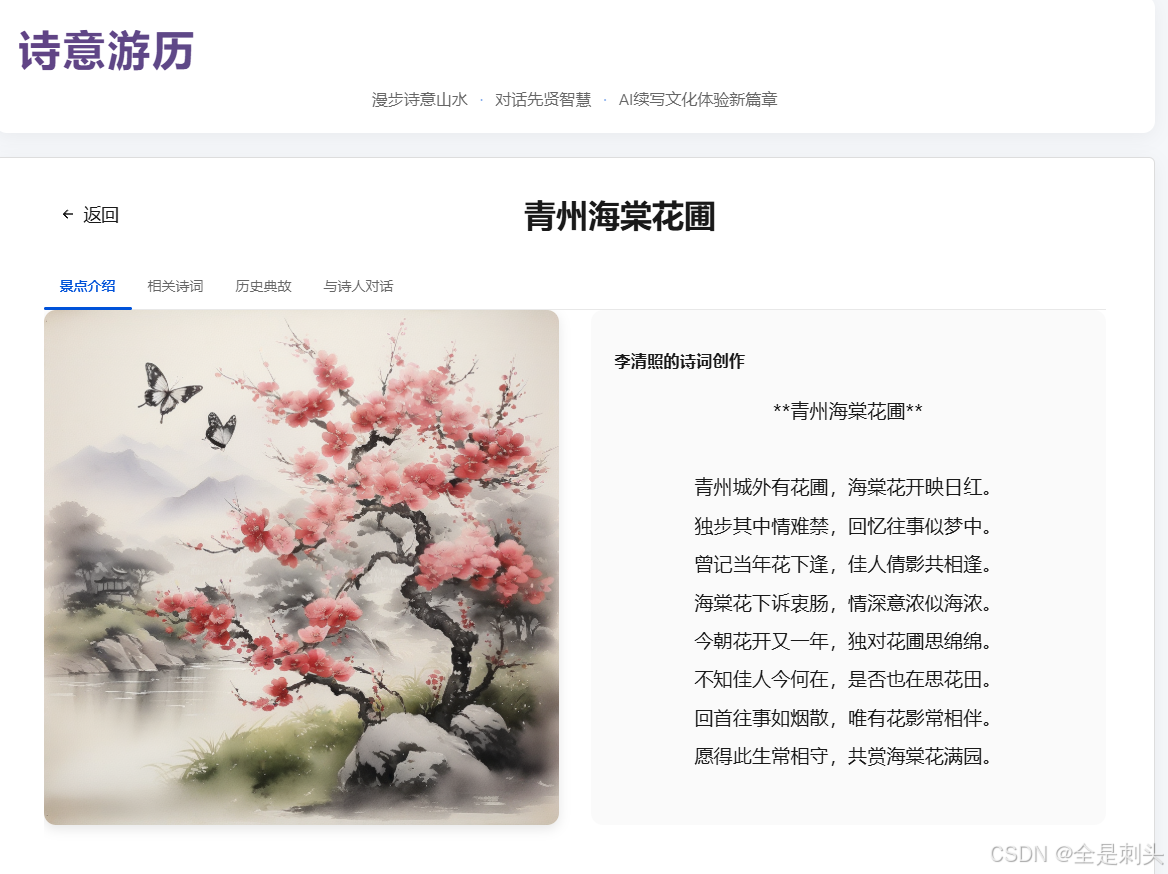 诗意游历
漫步诗意山水 · 对话先贤智慧 · AI续写文化体验新篇章
← 返回
青州海棠花圃
景点介绍 相关诗词 历史典故 与诗人对话
李清照的诗词创作
**青州海棠花圃**
青州城外有花圃，海棠花开映日红。
独步其中情难禁，回忆往事似梦中。
曾记当年花下逢，佳人倩影共相逢。
海棠花下诉衷肠，情深意浓似海浓。
今朝花开又一年，独对花圃思绵绵。
不知佳人今何在，是否也在思花田。
回首往事如烟散，唯有花影常相伴。
愿得此生常相守，共赏海棠花满园。
CSDN @全是刺头